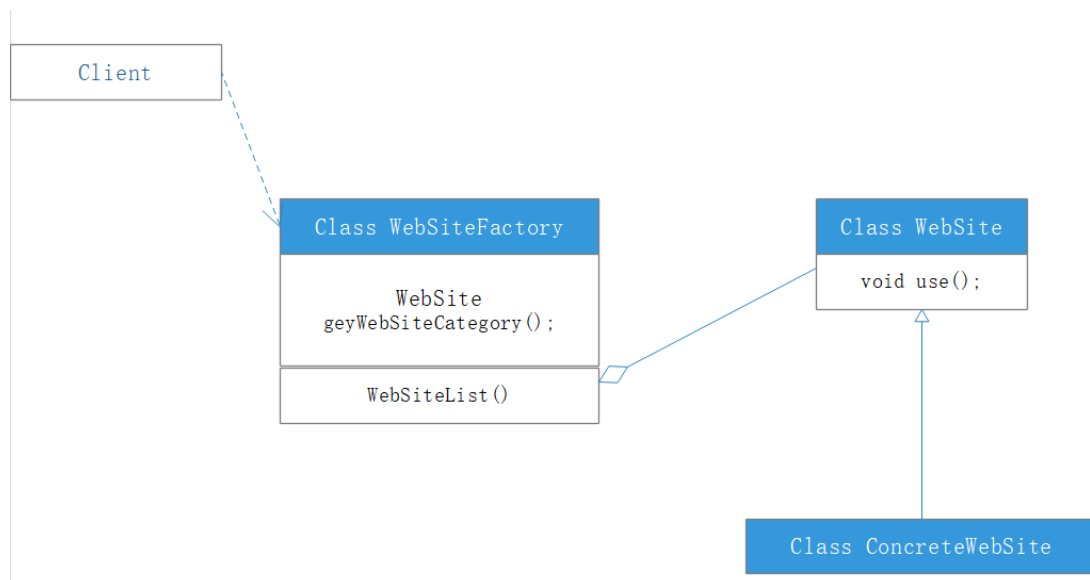 Client
Class WebSiteFactory
WebSite
geyWebSiteCategory();
WebSiteList()
Class WebSite
void use();
Class ConcreteWebSite